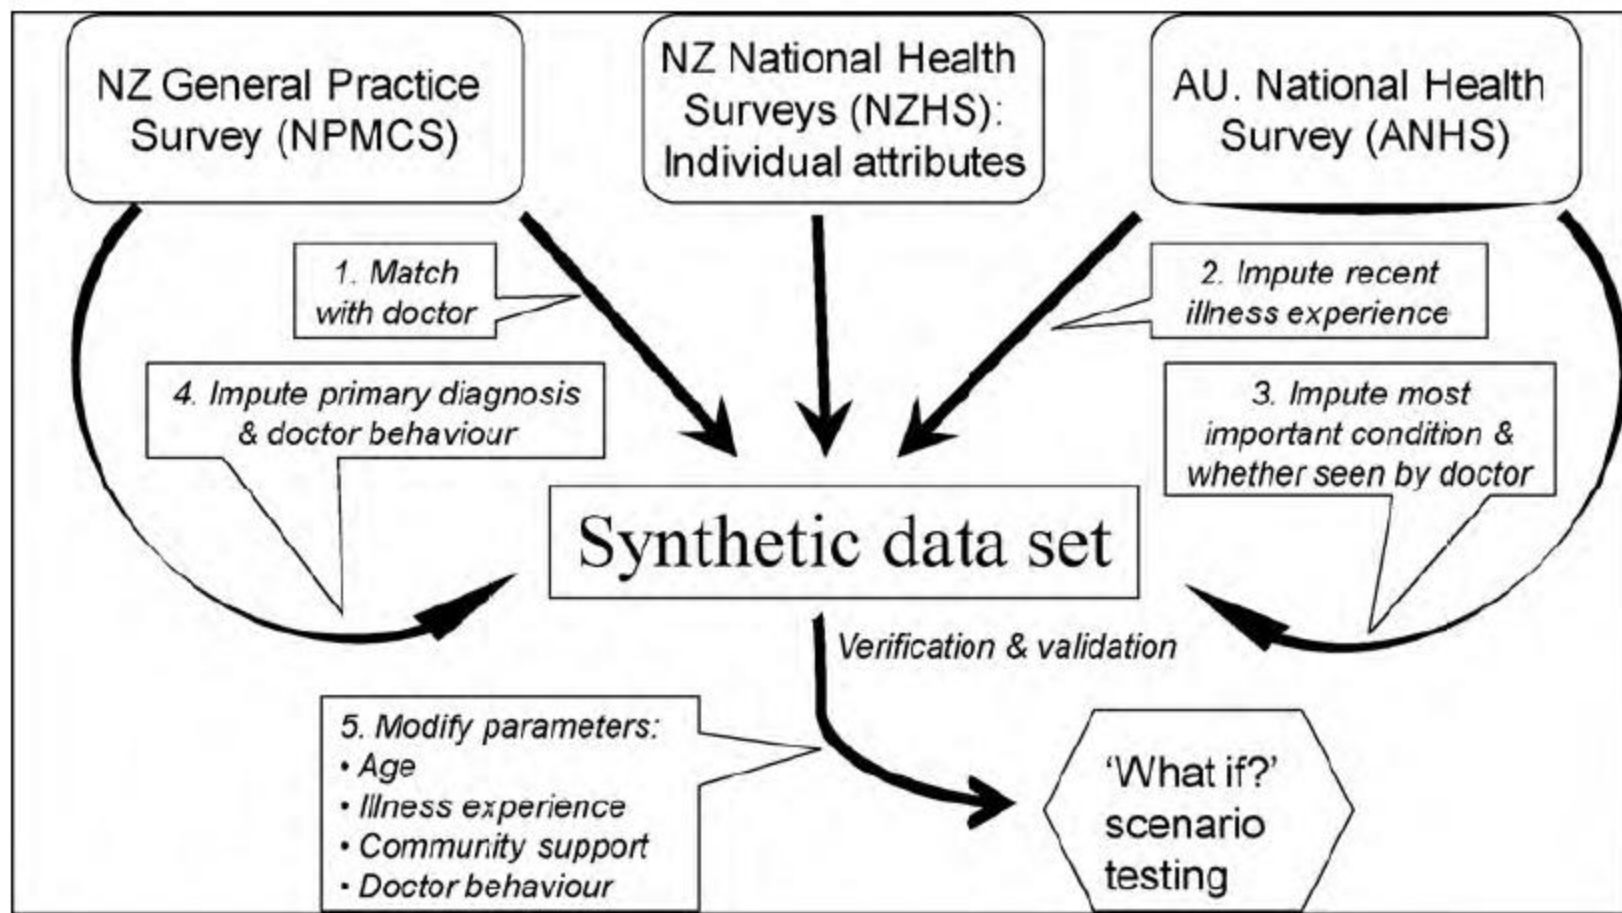 NZ General Practice
Survey (NPMCS)
NZ National Health
Surveys (NZHS):
Individual attributes
AU. National Health
Survey (ANHS)
1. Match
with doctor
2. Impute recent
illness experience
4. Impute primary diagnosis
& doctor behaviour
3. Impute most
important condition &
whether seen by doctor
Synthetic data set
Verification & validation
5. Modify parameters:
• Age
• Illness experience
• Community support
• Doctor behaviour
‘What if?’
scenario
testing